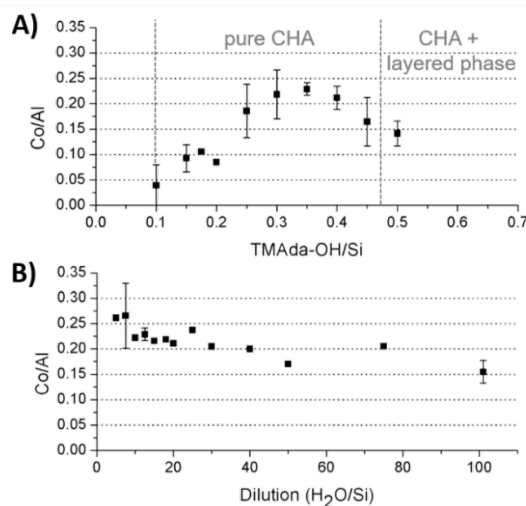 A)
pure CHA
CHA +
layered phase
0.35
0.30
0.25
0.20
0.15
0.10
0.05
0.00
Co/Al
0.0 0.1 0.2 0.3 0.4 0.5 0.6 0.7
TMAda-OH/Si
B)
0.35
0.30
0.25
0.20
0.15
0.10
0.05
0.00
Co/Al
0 20 40 60 80 100
Dilution (H₂O/Si)